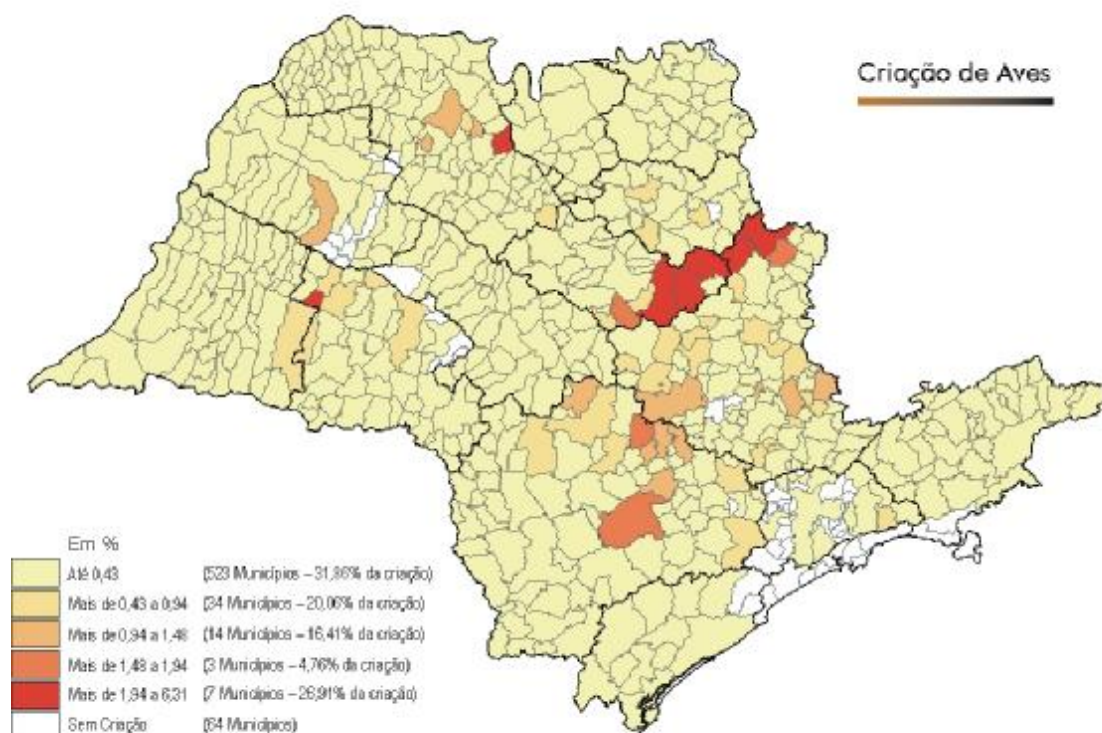 Criação de Aves
Em %
Até 0,43 (523 Municípios – 31,86% da criação)
Mais de 0,43 a 0,94 (34 Municípios – 20,06% da criação)
Mais de 0,94 a 1,48 (14 Municípios – 16,41% da criação)
Mais de 1,48 a 1,94 (3 Municípios – 4,76% da criação)
Mais de 1,94 a 6,31 (7 Municípios – 26,91% da criação)
Sem Criação (64 Municípios)